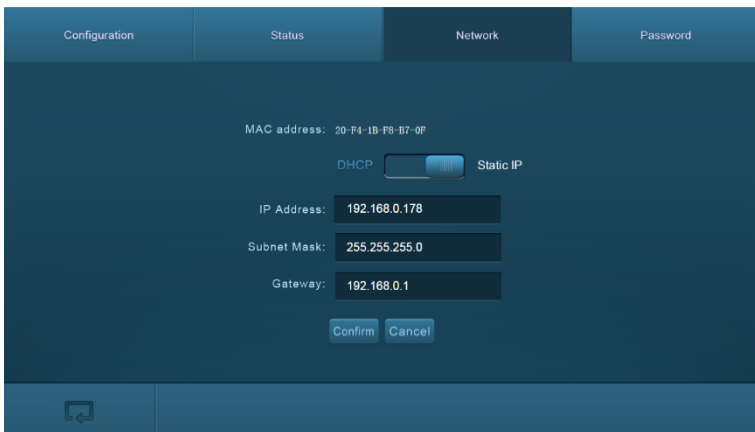 Configuration Status Network Password
MAC address: 20-F4-1B-F8-B7-0F
DHCP Static IP
IP Address: 192.168.0.178
Subnet Mask: 255.255.255.0
Gateway: 192.168.0.1
Confirm Cancel